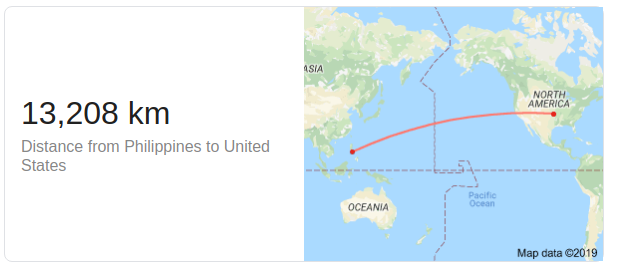 13,208 km
Distance from Philippines to United
States
ASIA
NORTH
AMERICA
OCEANIA
Pacific
Ocean
Map data ©2019